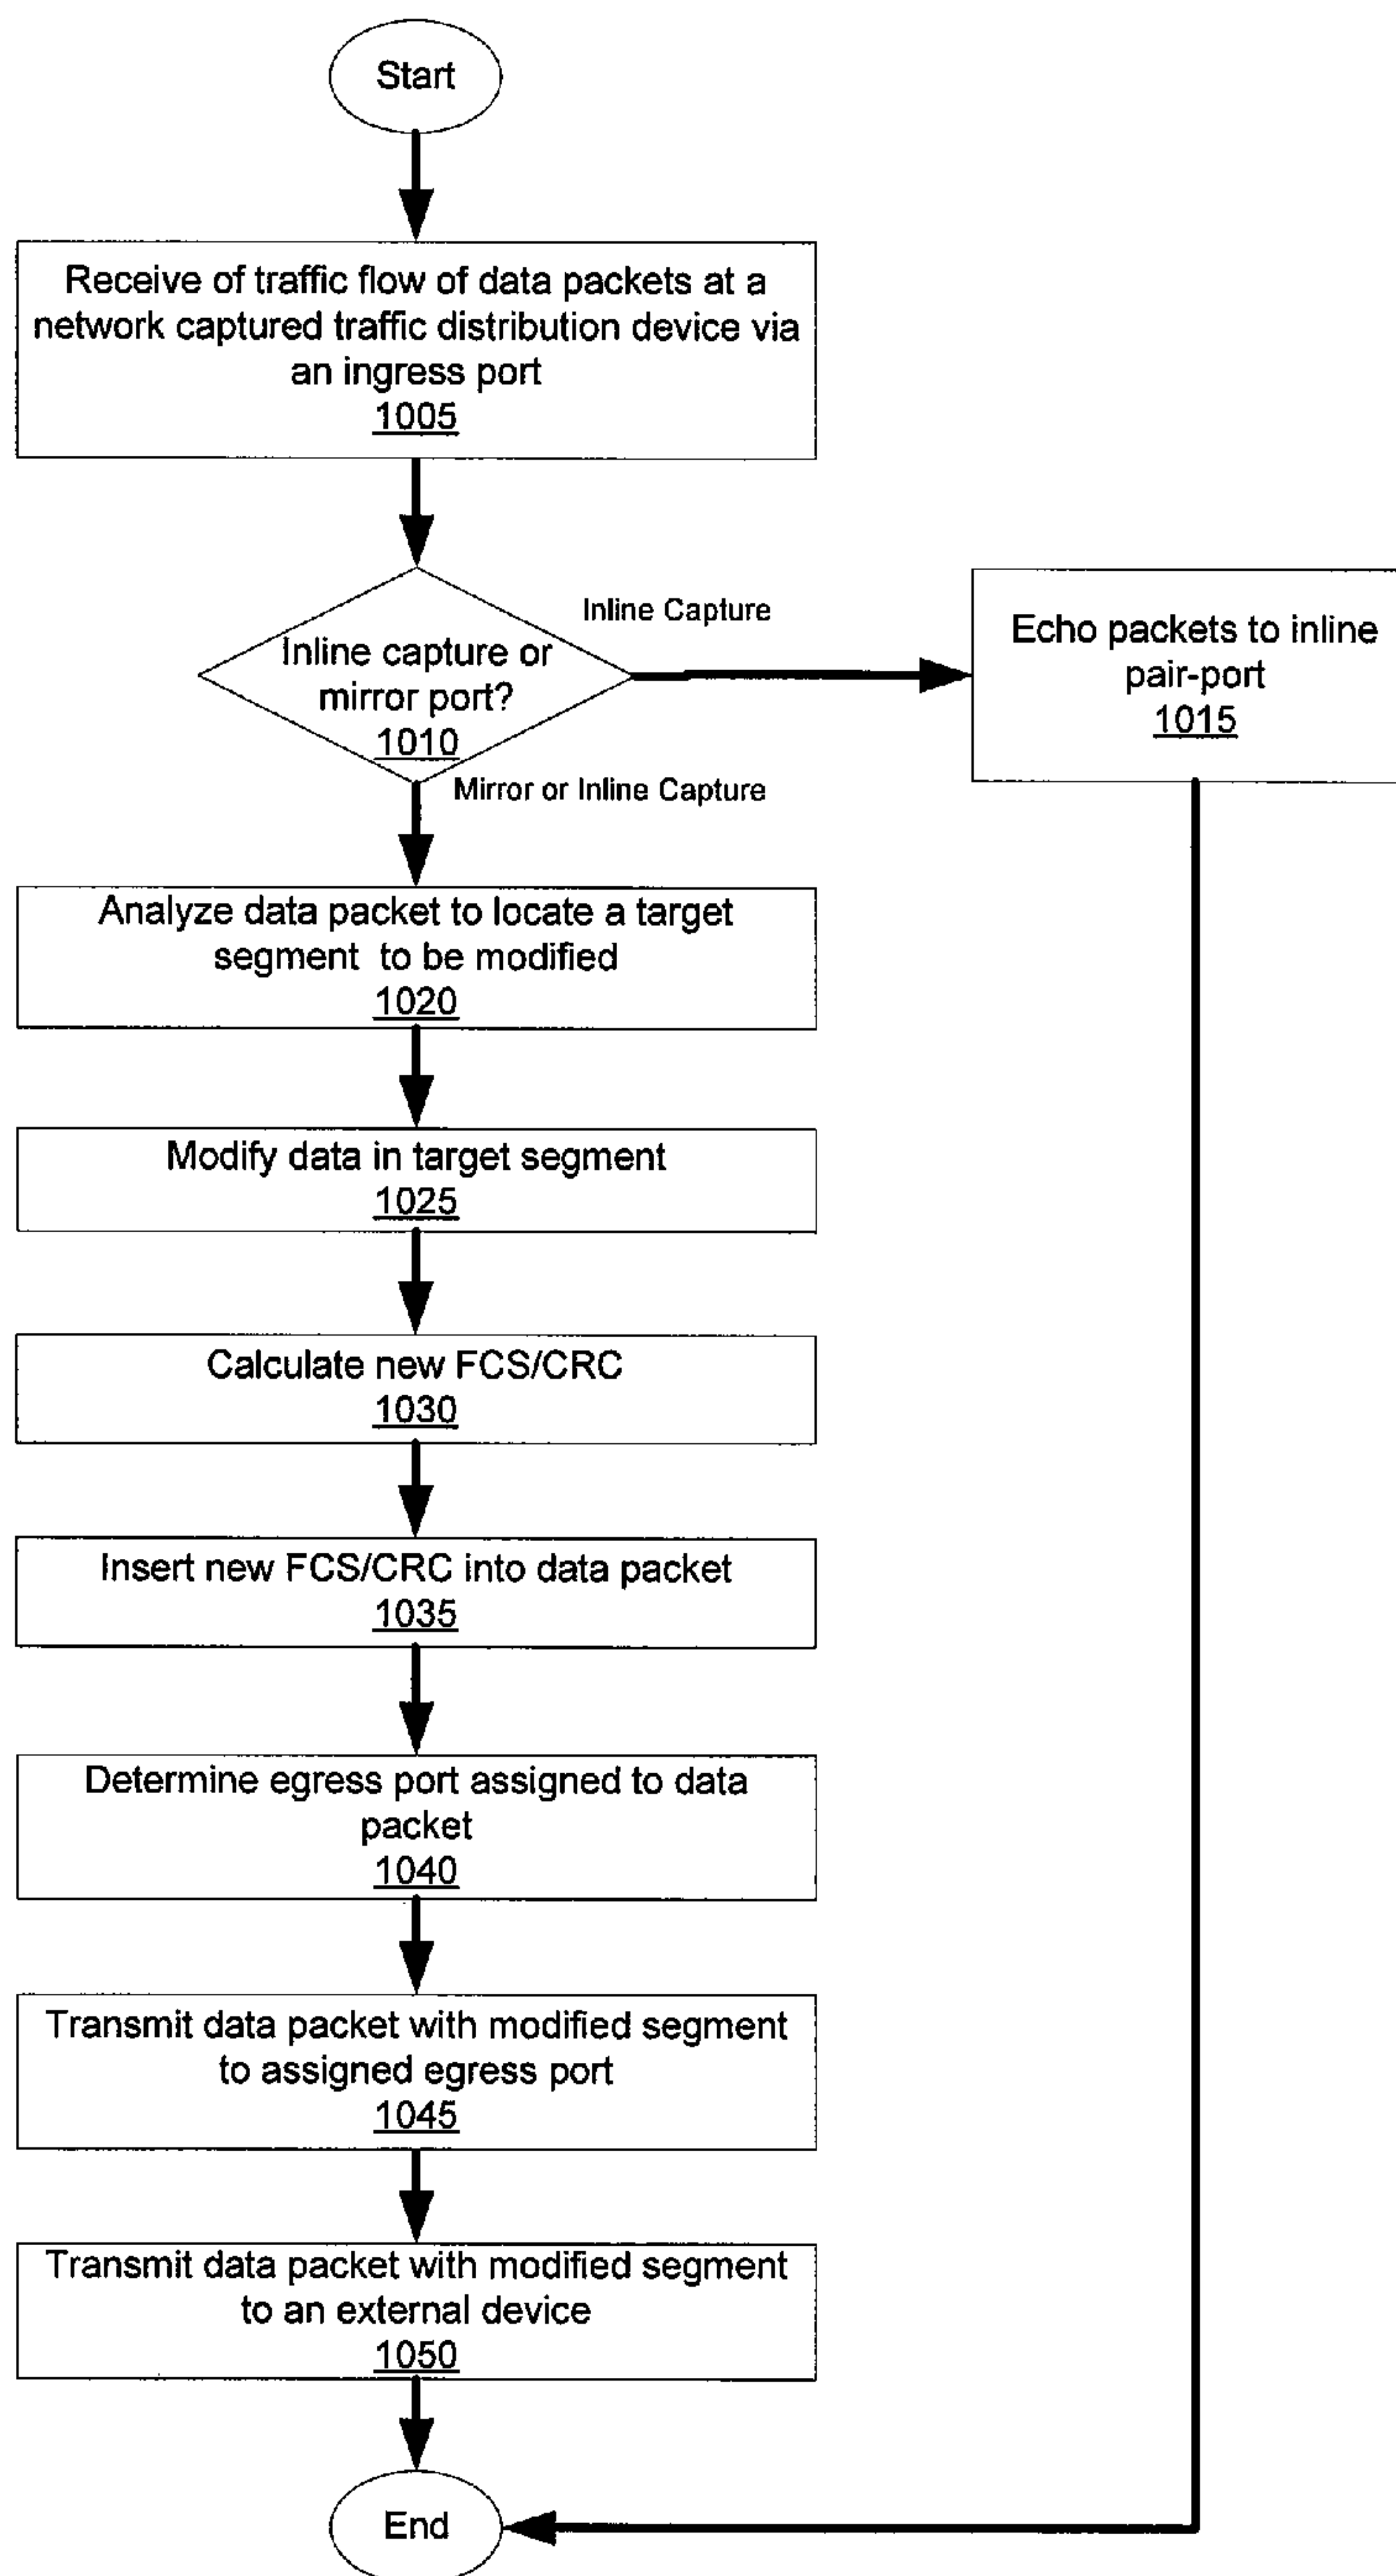 Start
Receive of traffic flow of data packets at a
network captured traffic distribution device via
an ingress port
1005
Inline Capture
Inline capture or
mirror port?
1010
Echo packets to inline
pair-port
1015
Mirror or Inline Capture
Analyze data packet to locate a target
segment to be modified
1020
Modify data in target segment
1025
Calculate new FCS/CRC
1030
Insert new FCS/CRC into data packet
1035
Determine egress port assigned to data
packet
1040
Transmit data packet with modified segment
to assigned egress port
1045
Transmit data packet with modified segment
to an external device
1050
End